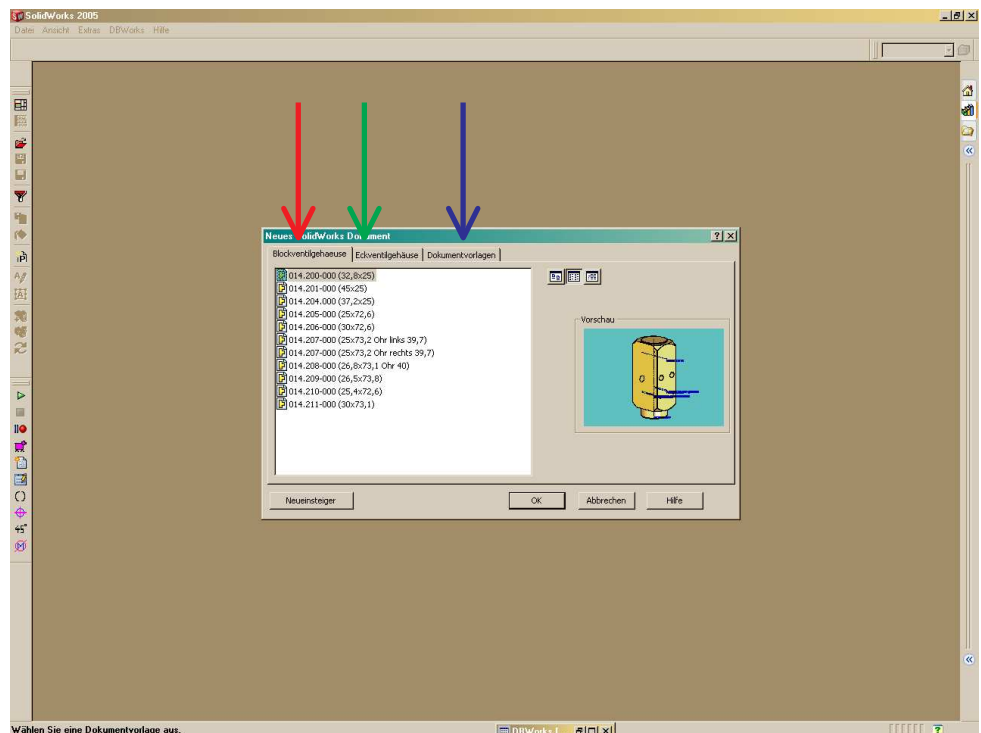 SolidWorks 2005
Datei Ansicht Extras DBWorks Hilfe
Neues SolidWorks Dokument
Blockventilgehaeuse Eckventilgehäuse Dokumentvorlagen
014.200-000 (32,8x25)
014.201-000 (45x25)
014.204.000 (37,2x25)
014.205-000 (25x72,6)
014.206-000 (30x72,6)
014.207-000 (25x73,2 Ohr links 39,7)
014.207-000 (25x73,2 Ohr rechts 39,7)
014.208-000 (26,8x73,1 Ohr 40)
014.209-000 (26,5x73,8)
014.210-000 (25,4x72,6)
014.211-000 (30x73,1)
Vorschau
Neueinsteiger OK Abbrechen Hilfe
45°
Wählen Sie eine Dokumentvorlage aus.
DBWorks